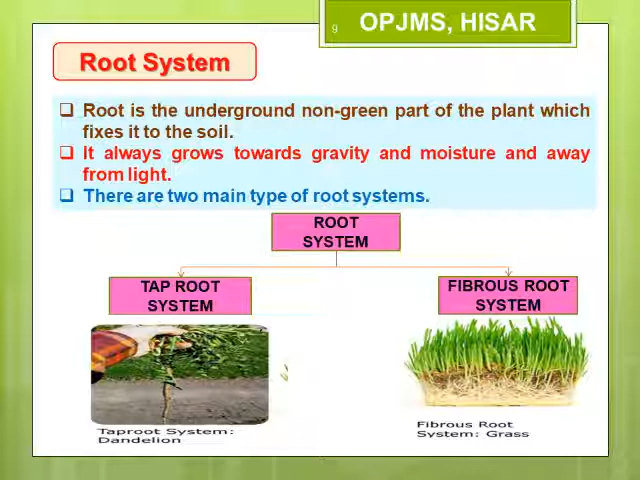 9
OPJMS, HISAR
Root System
❑ Root is the underground non-green part of the plant which
fixes it to the soil.
❑ It always grows towards gravity and moisture and away
from light.
❑ There are two main type of root systems.
ROOT
SYSTEM
TAP ROOT
SYSTEM
FIBROUS ROOT
SYSTEM
Taproot System:
Dandelion
Fibrous Root
System: Grass